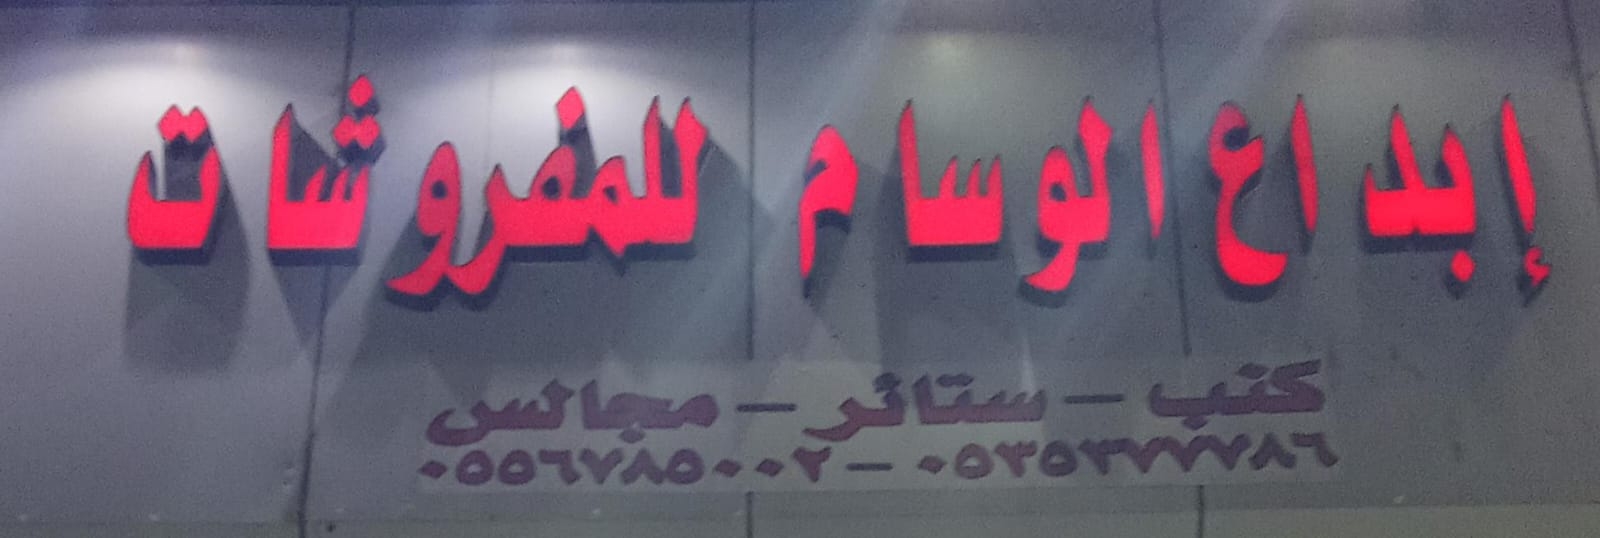 إبداع الوسام للمفروشات
كنب - ستائر - مجالس
٠٥٥٦٧٨٥٠٠٢ - ٠٥٣٥٣٧٧٧٨٦